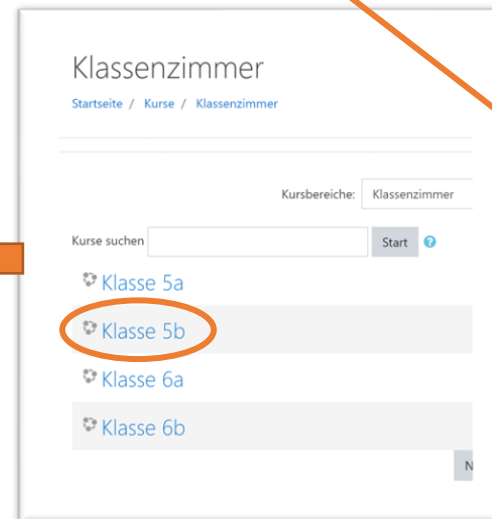 Klassenzimmer
Startseite / Kurse / Klassenzimmer
Kursbereiche: Klassenzimmer
Kurse suchen Start ?
Klasse 5a
Klasse 5b
Klasse 6a
Klasse 6b
N